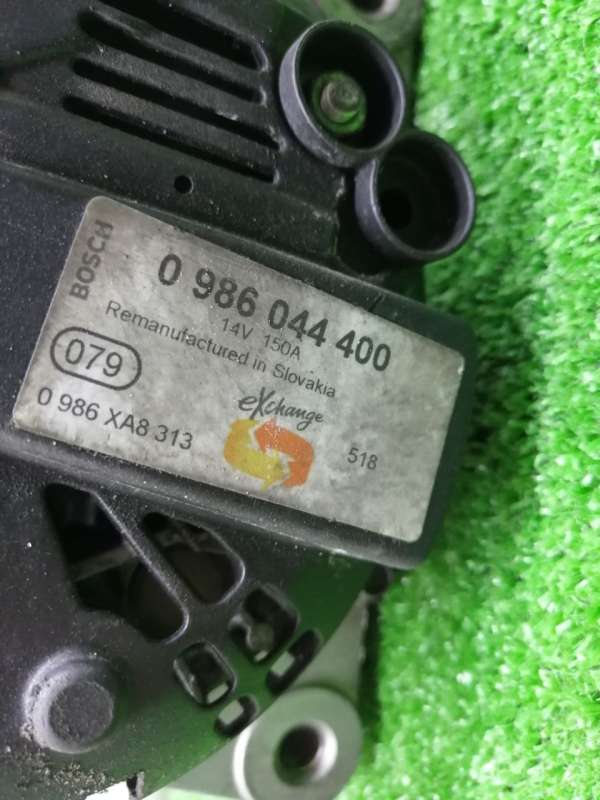 BOSCH
0 986 044 400
14V 150A
Remanufactured in Slovakia
079
0 986 XA8 313
eXchange
518